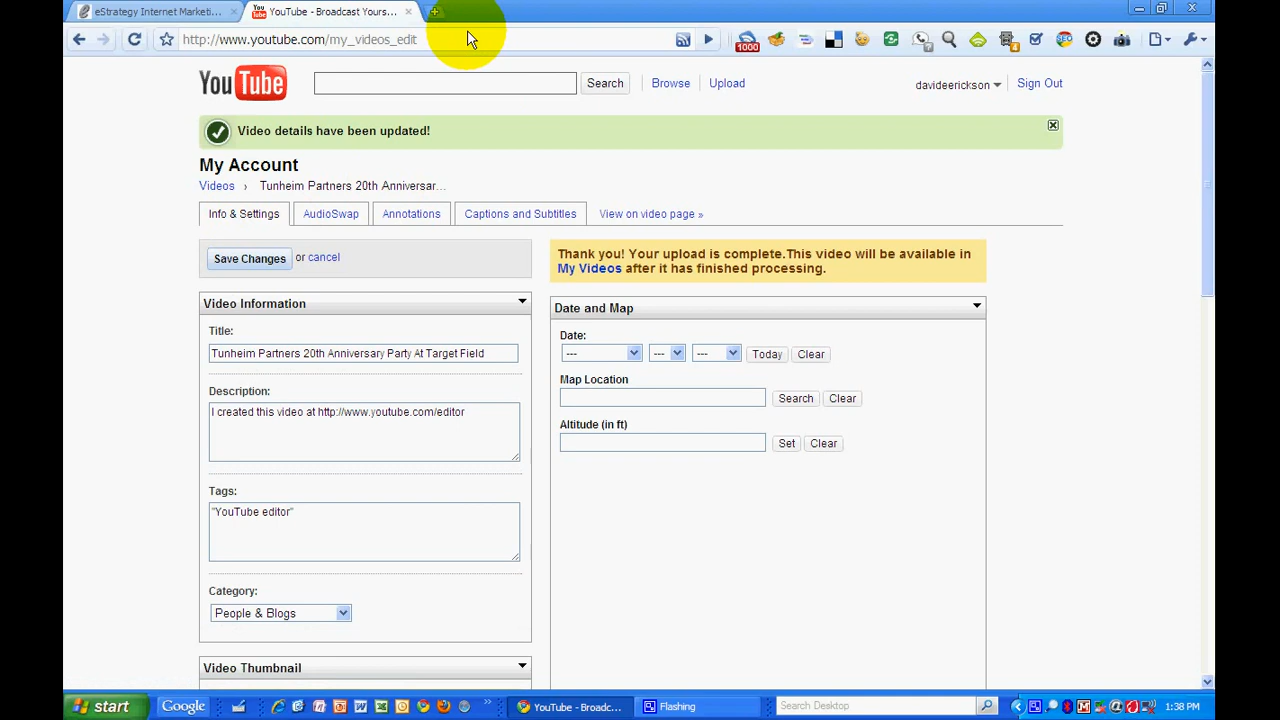 eStrategy Internet Marketi...
YouTube - Broadcast Yours...
http://www.youtube.com/my_videos_edit
1000
SEO
?
4
YouTube
Search
Browse
Upload
davideerickson
Sign Out
Video details have been updated!
My Account
Videos › Tunheim Partners 20th Anniversar...
Info & Settings
AudioSwap
Annotations
Captions and Subtitles
View on video page »
Save Changes or cancel
Thank you! Your upload is complete.This video will be available in
My Videos after it has finished processing.
Video Information
Title:
Tunheim Partners 20th Anniversary Party At Target Field
Description:
I created this video at http://www.youtube.com/editor
Tags:
"YouTube editor"
Category:
People & Blogs
Video Thumbnail
Date and Map
Date:
---
---
---
Today
Clear
Map Location
Search
Clear
Altitude (in ft)
Set
Clear
start
Google
»
YouTube - Broadc...
Flashing
Search Desktop
1:38 PM